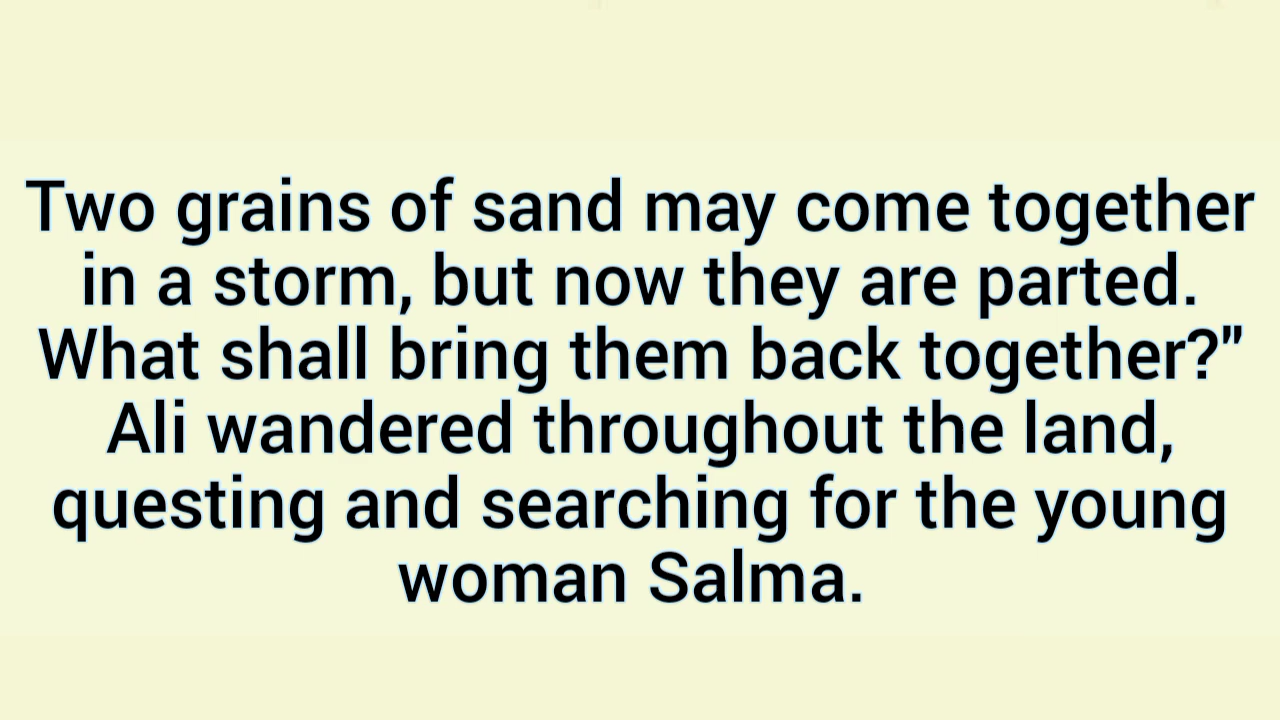 Two grains of sand may come together
in a storm, but now they are parted.
What shall bring them back together?”
Ali wandered throughout the land,
questing and searching for the young
woman Salma.